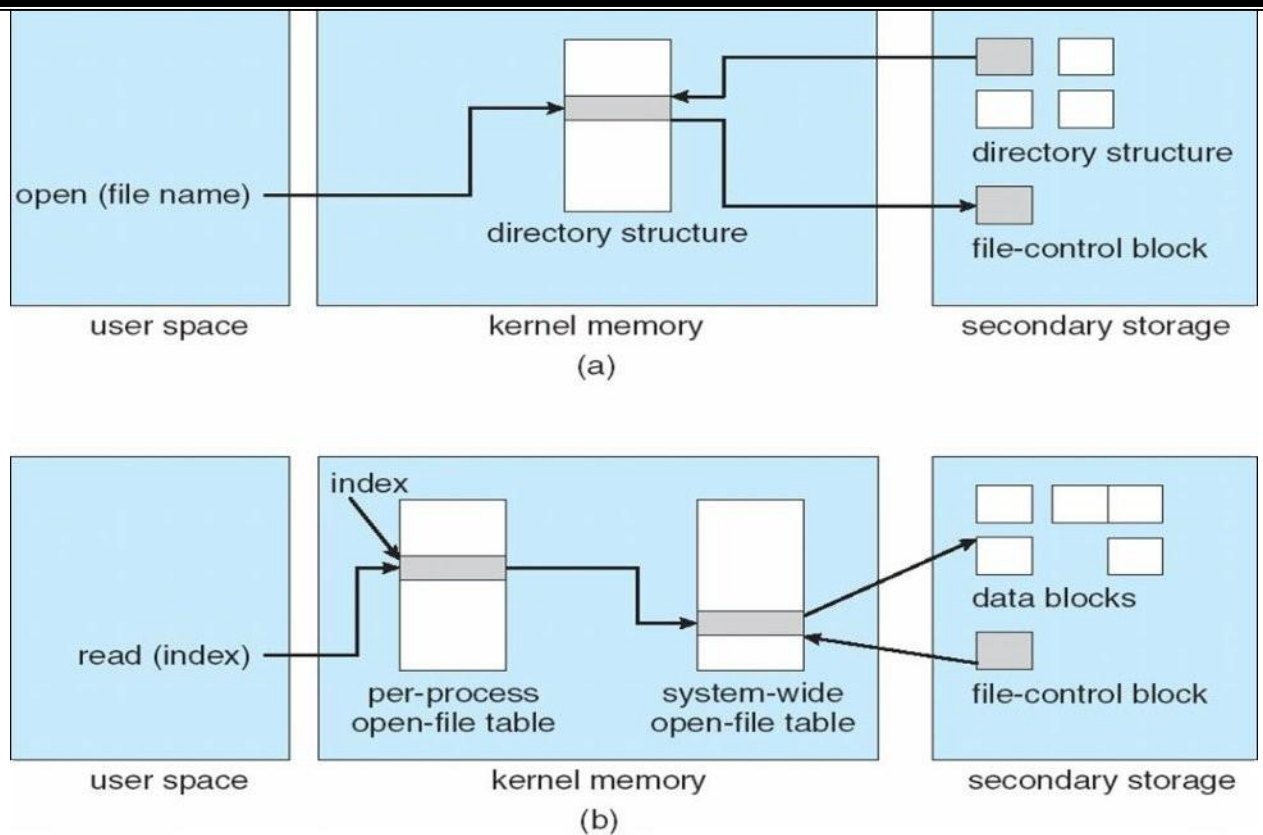 open (file name)
directory structure
directory structure
file-control block
user space
kernel memory
secondary storage
(a)
index
read (index)
per-process
open-file table
system-wide
open-file table
data blocks
file-control block
user space
kernel memory
secondary storage
(b)